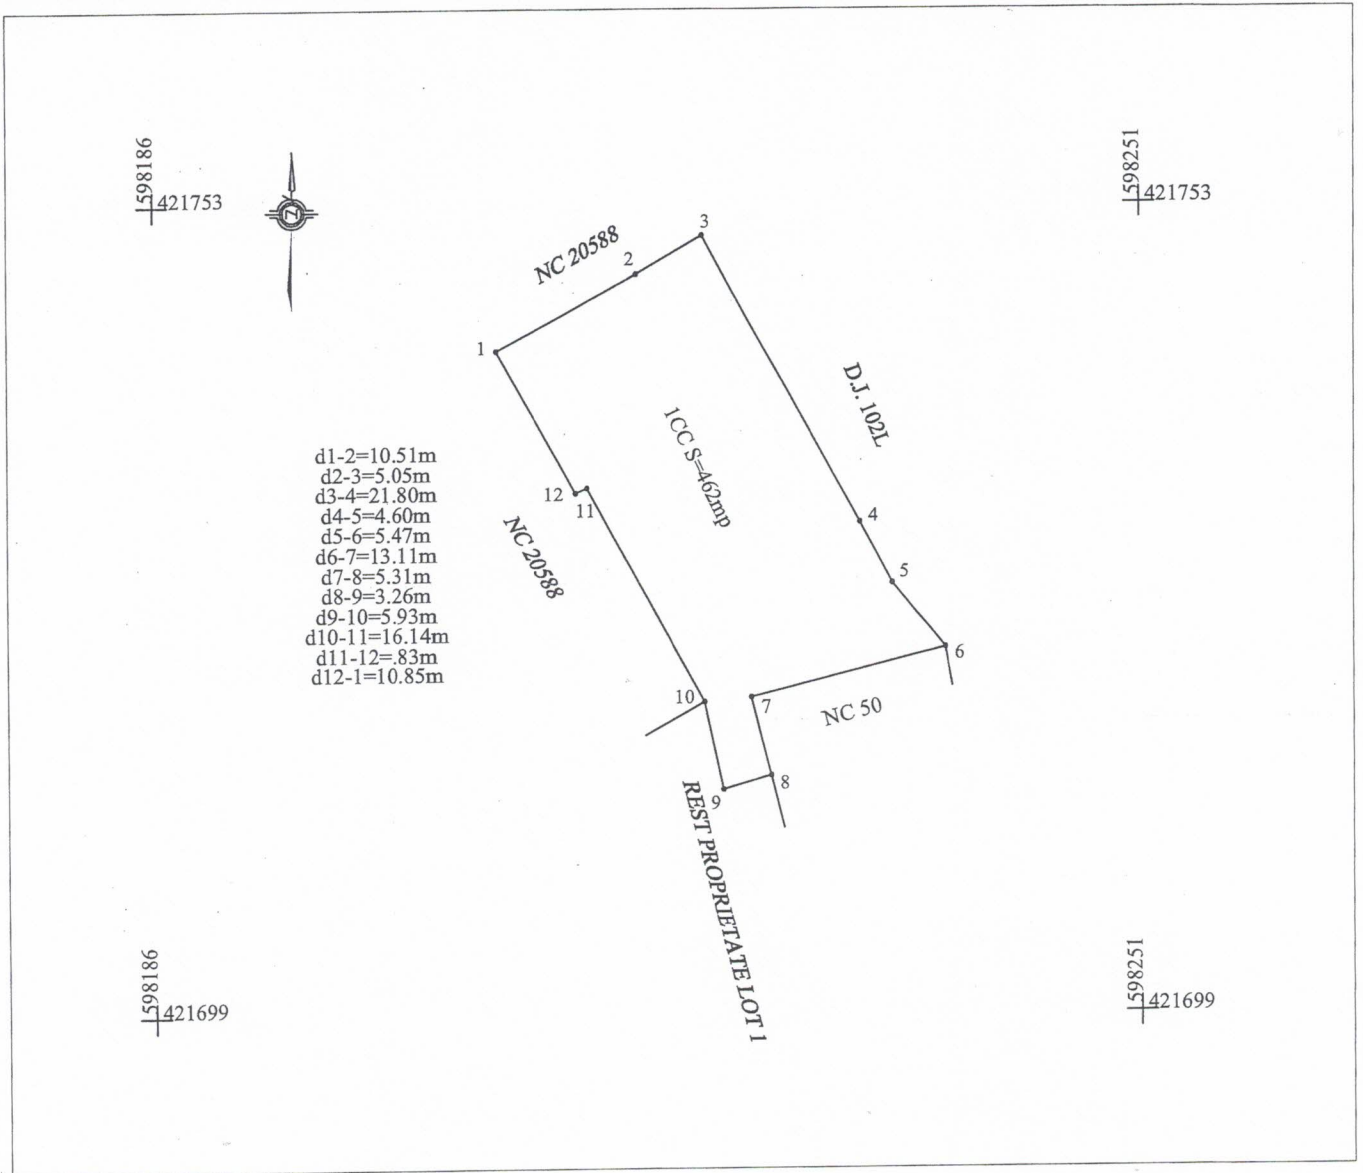 598186
421753
598251
421753
N
3
NC 20588
2
1
D.J. 102L
1CC S=462mp
d1-2=10.51m
d2-3=5.05m
d3-4=21.80m
d4-5=4.60m
d5-6=5.47m
d6-7=13.11m
d7-8=5.31m
d8-9=3.26m
d9-10=5.93m
d10-11=16.14m
d11-12=.83m
d12-1=10.85m
12
11
NC 20588
4
5
6
10
7
NC 50
8
9
REST PROPRIETATE LOT 1
598186
421699
598251
421699